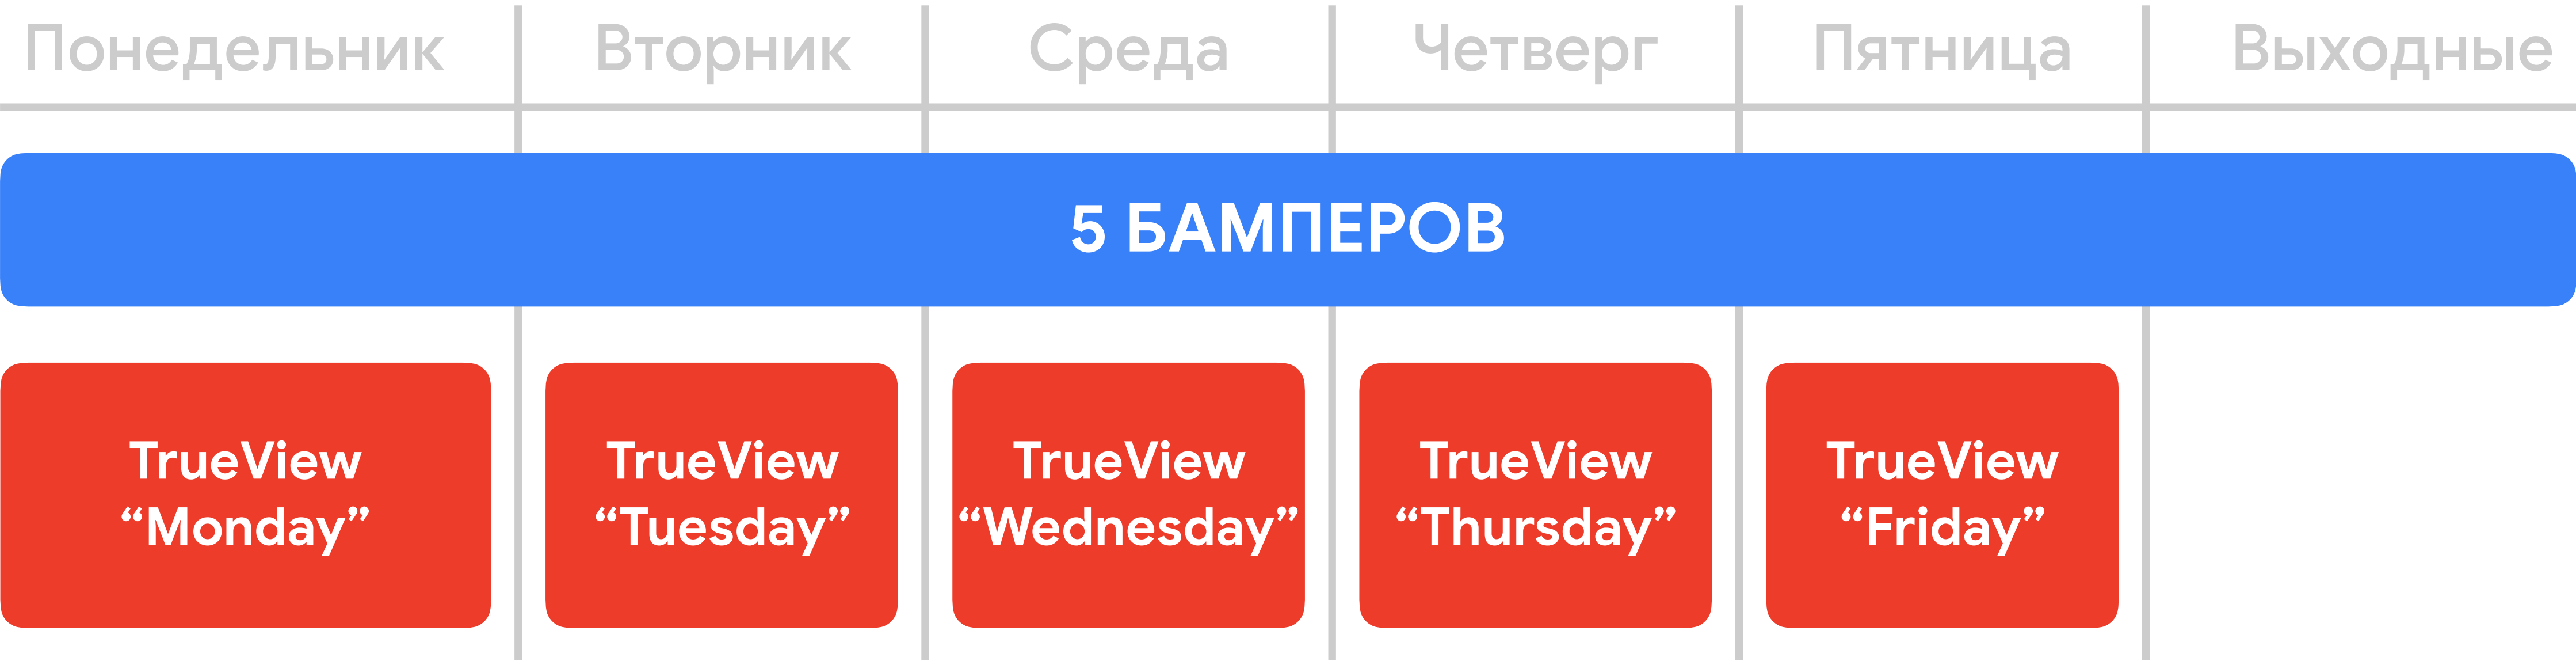 Понедельник Вторник Среда Четверг Пятница Выходные
5 БАМПЕРОВ
TrueView TrueView TrueView TrueView TrueView
“Monday” “Tuesday” “Wednesday” “Thursday” “Friday”